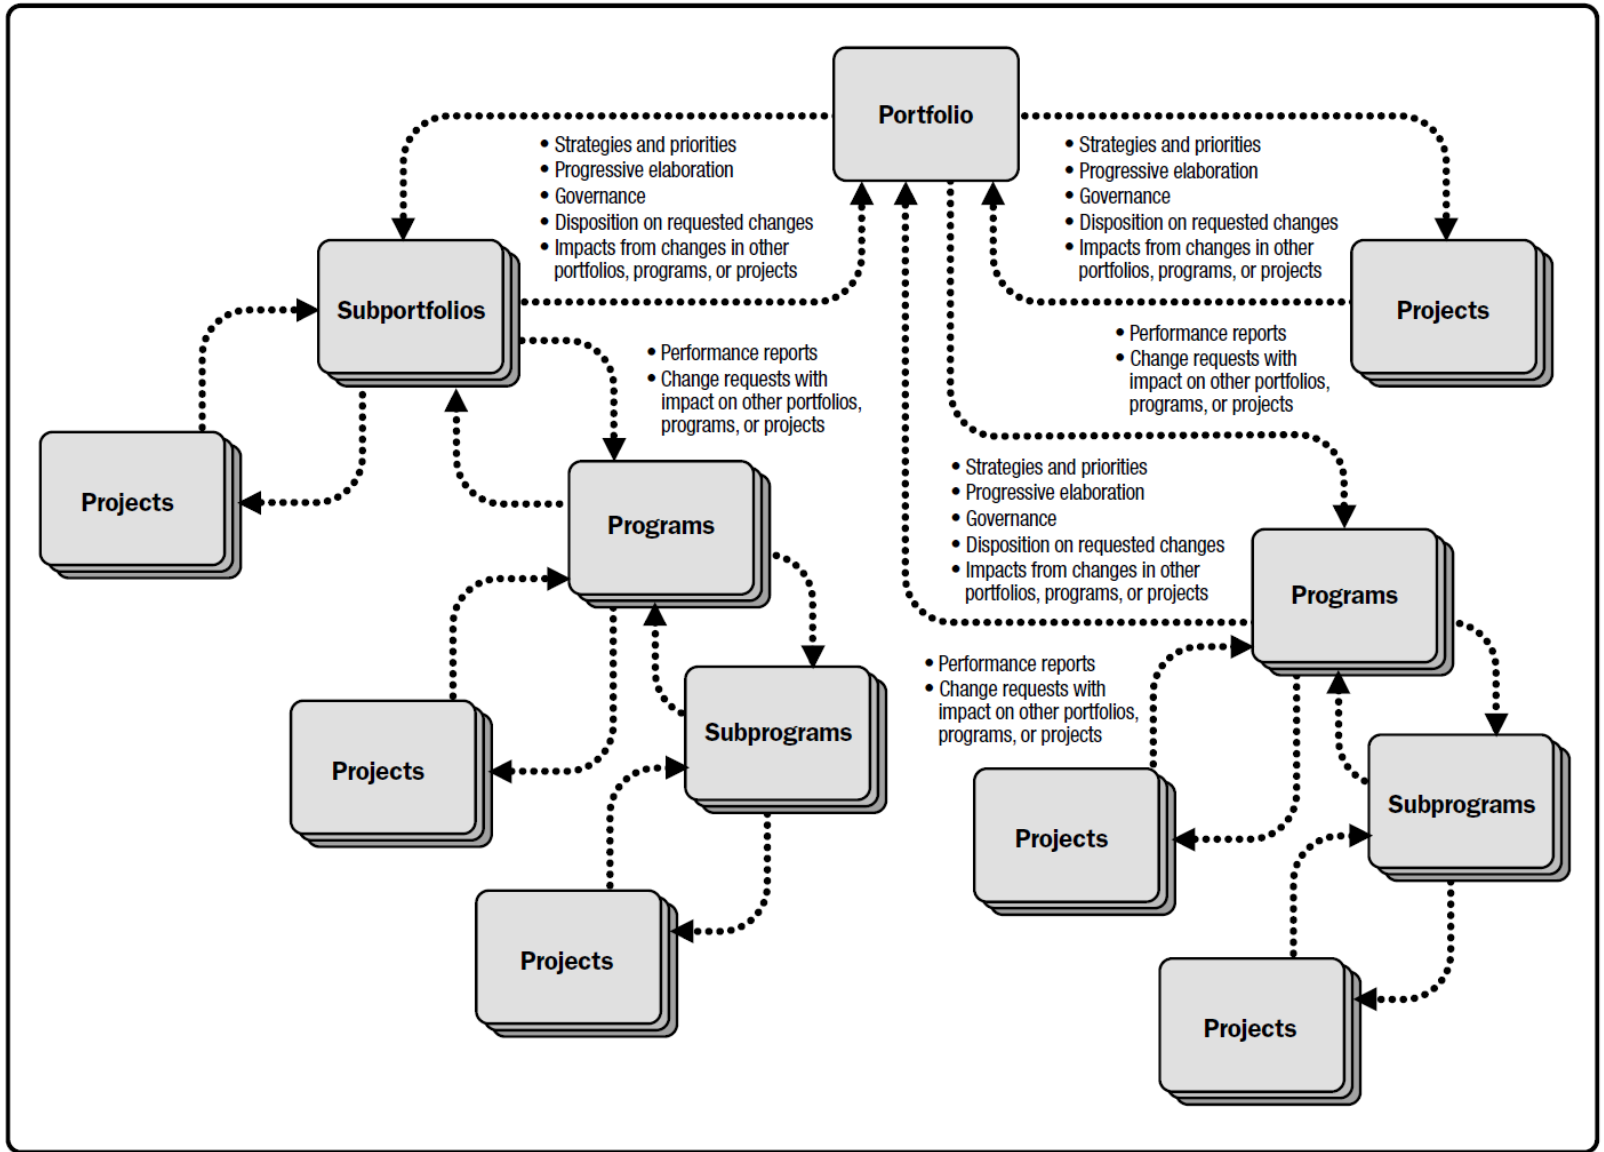 Portfolio
• Strategies and priorities
• Progressive elaboration
• Governance
• Disposition on requested changes
• Impacts from changes in other
portfolios, programs, or projects
• Strategies and priorities
• Progressive elaboration
• Governance
• Disposition on requested changes
• Impacts from changes in other
portfolios, programs, or projects
Subportfolios
Projects
• Performance reports
• Change requests with
impact on other portfolios,
programs, or projects
• Performance reports
• Change requests with
impact on other portfolios,
programs, or projects
Projects
Programs
• Strategies and priorities
• Progressive elaboration
• Governance
• Disposition on requested changes
• Impacts from changes in other
portfolios, programs, or projects
Programs
• Performance reports
• Change requests with
impact on other portfolios,
programs, or projects
Projects
Subprograms
Projects
Subprograms
Projects
Projects